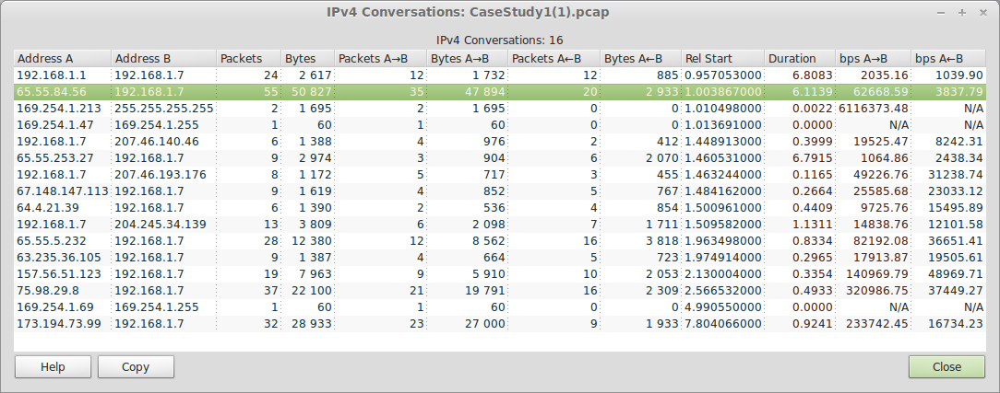 IPv4 Conversations: CaseStudy1(1).pcap
IPv4 Conversations: 16
Address A Address B Packets Bytes Packets A→B Bytes A→B Packets A←B Bytes A←B Rel Start Duration bps A→B bps A←B
192.168.1.1 192.168.1.7 24 2 617 12 1 732 12 885 0.957053000 6.8083 2035.16 1039.90
65.55.84.56 192.168.1.7 55 50 827 35 47 894 20 2 933 1.003867000 6.1139 62668.59 3837.79
169.254.1.213 255.255.255.255 2 1 695 2 1 695 0 0 1.010498000 0.0022 6116373.48 N/A
169.254.1.47 169.254.1.255 1 60 1 60 0 0 1.013691000 0.0000 N/A N/A
192.168.1.7 207.46.140.46 6 1 388 4 976 2 412 1.448913000 0.3999 19525.47 8242.31
65.55.253.27 192.168.1.7 9 2 974 3 904 6 2 070 1.460531000 6.7915 1064.86 2438.34
192.168.1.7 207.46.193.176 8 1 172 5 717 3 455 1.463244000 0.1165 49226.76 31238.74
67.148.147.113 192.168.1.7 9 1 619 4 852 5 767 1.484162000 0.2664 25585.68 23033.12
64.4.21.39 192.168.1.7 6 1 390 2 536 4 854 1.500961000 0.4409 9725.76 15495.89
192.168.1.7 204.245.34.139 13 3 809 6 2 098 7 1 711 1.509582000 1.1311 14838.76 12101.58
65.55.5.232 192.168.1.7 28 12 380 12 8 562 16 3 818 1.963498000 0.8334 82192.08 36651.41
63.235.36.105 192.168.1.7 9 1 387 4 664 5 723 1.974914000 0.2965 17913.87 19505.61
157.56.51.123 192.168.1.7 19 7 963 9 5 910 10 2 053 2.130004000 0.3354 140969.79 48969.71
75.98.29.8 192.168.1.7 37 22 100 21 19 791 16 2 309 2.566532000 0.4933 320986.75 37449.27
169.254.1.69 169.254.1.255 1 60 1 60 0 0 4.990550000 0.0000 N/A N/A
173.194.73.99 192.168.1.7 32 28 933 23 27 000 9 1 933 7.804066000 0.9241 233742.45 16734.23
Help Copy Close